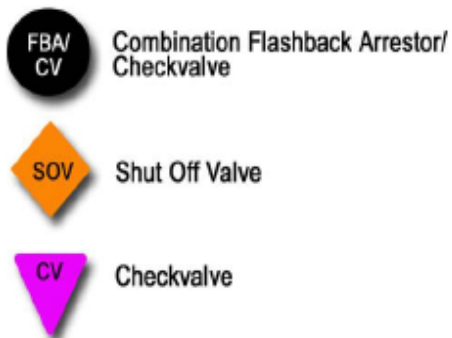 FBA/
CV
Combination Flashback Arrestor/
Checkvalve
SOV
Shut Off Valve
CV
Checkvalve